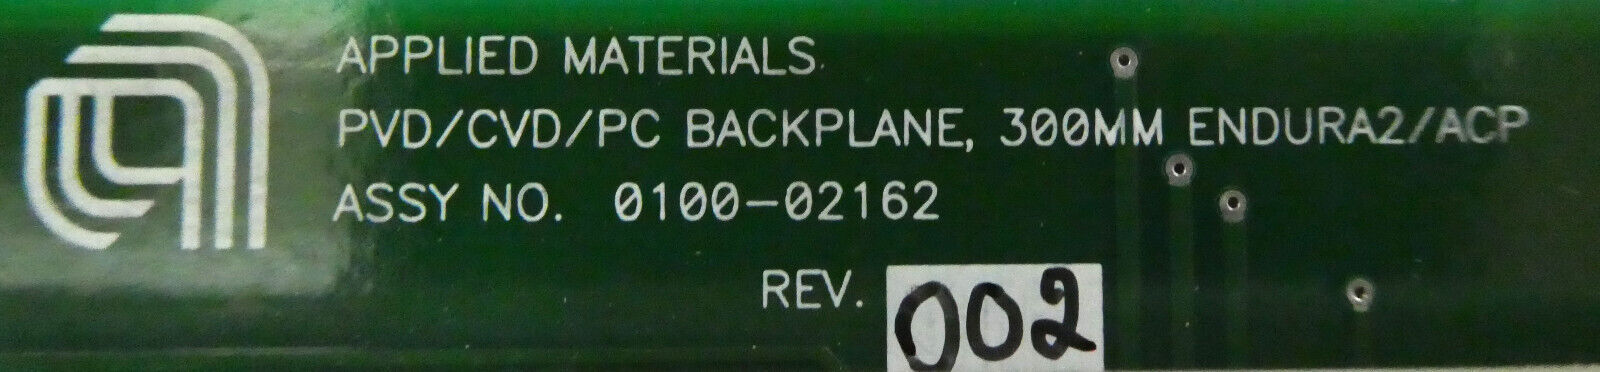 APPLIED MATERIALS
PVD/CVD/PC BACKPLANE, 300MM ENDURA2/ACP
ASSY NO. 0100-02162
REV. 002